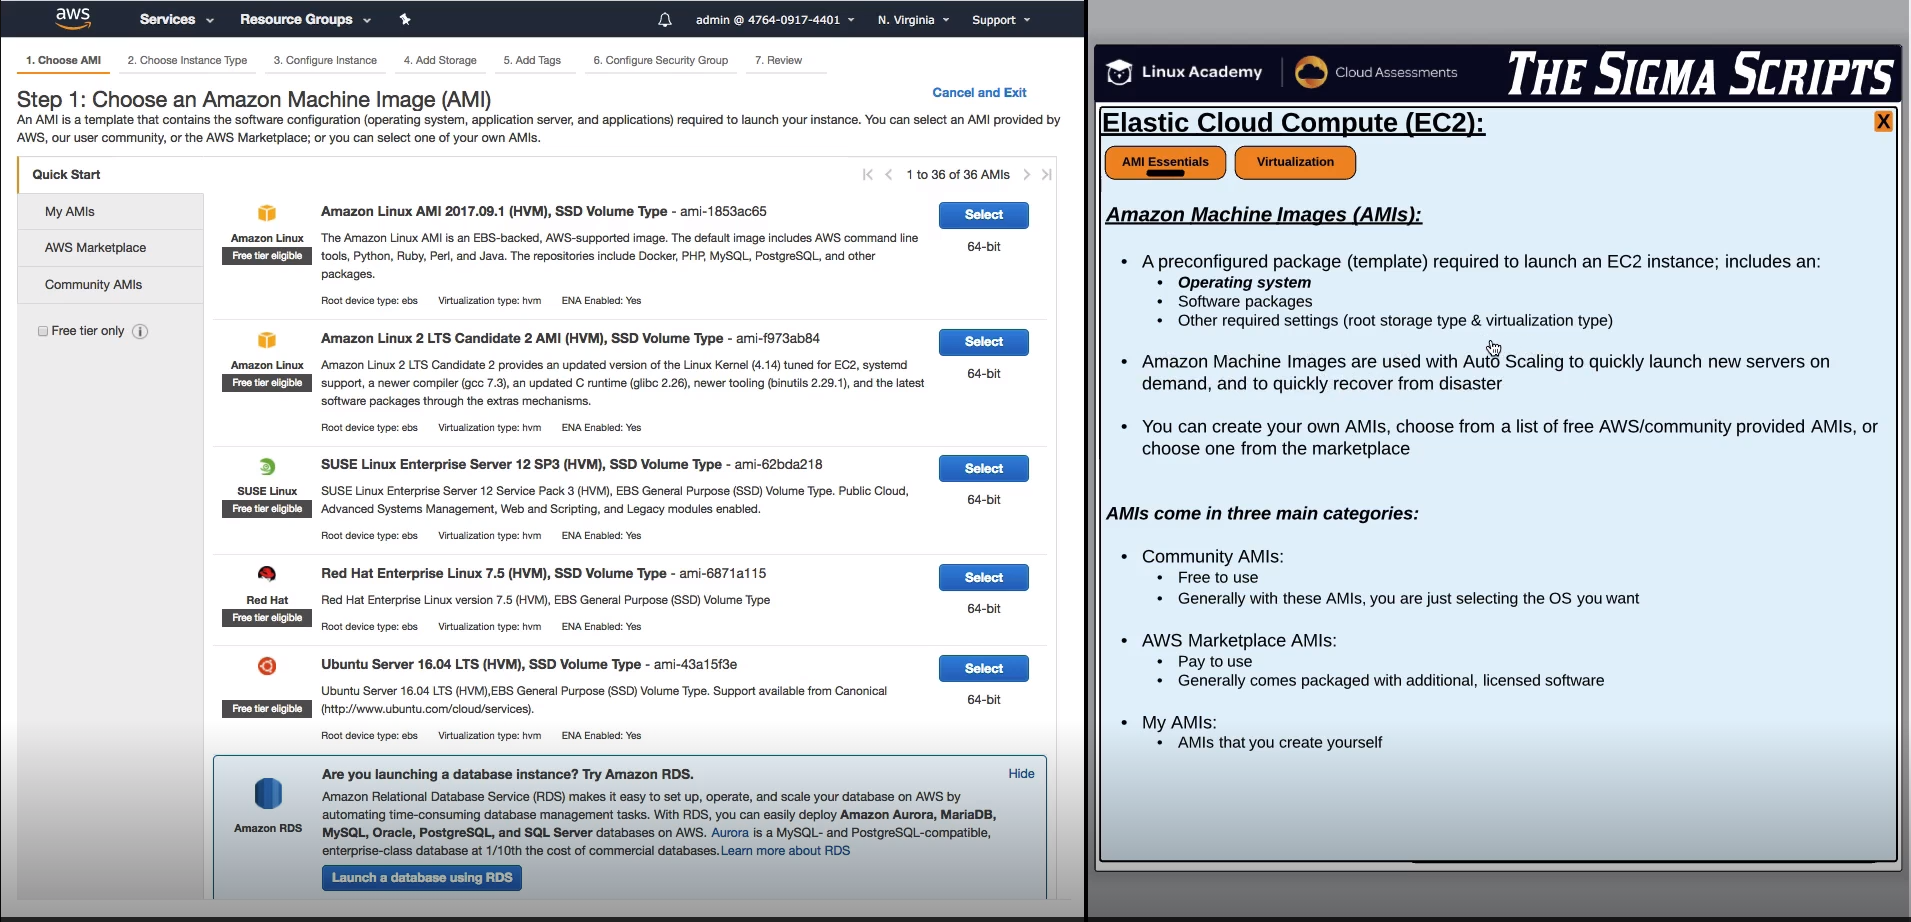 aws
Services
Resource Groups
admin @ 4764-0917-4401
N. Virginia
Support
1. Choose AMI
2. Choose Instance Type
3. Configure Instance
4. Add Storage
5. Add Tags
6. Configure Security Group
7. Review
Step 1: Choose an Amazon Machine Image (AMI)
Cancel and Exit
An AMI is a template that contains the software configuration (operating system, application server, and applications) required to launch your instance. You can select an AMI provided by
AWS, our user community, or the AWS Marketplace; or you can select one of your own AMIs.
Quick Start
My AMIs
AWS Marketplace
Community AMIs
Free tier only
1 to 36 of 36 AMIs
Amazon Linux
Free tier eligible
Amazon Linux AMI 2017.09.1 (HVM), SSD Volume Type - ami-1853ac65
The Amazon Linux AMI is an EBS-backed, AWS-supported image. The default image includes AWS command line
tools, Python, Ruby, Perl, and Java. The repositories include Docker, PHP, MySQL, PostgreSQL, and other
packages.
Root device type: ebs Virtualization type: hvm ENA Enabled: Yes
Select
64-bit
Amazon Linux
Free tier eligible
Amazon Linux 2 LTS Candidate 2 AMI (HVM), SSD Volume Type - ami-f973ab84
Amazon Linux 2 LTS Candidate 2 provides an updated version of the Linux Kernel (4.14) tuned for EC2, systemd
support, a newer compiler (gcc 7.3), an updated C runtime (glibc 2.26), newer tooling (binutils 2.29.1), and the latest
software packages through the extras mechanisms.
Root device type: ebs Virtualization type: hvm ENA Enabled: Yes
Select
64-bit
SUSE Linux
Free tier eligible
SUSE Linux Enterprise Server 12 SP3 (HVM), SSD Volume Type - ami-62bda218
SUSE Linux Enterprise Server 12 Service Pack 3 (HVM), EBS General Purpose (SSD) Volume Type. Public Cloud,
Advanced Systems Management, Web and Scripting, and Legacy modules enabled.
Root device type: ebs Virtualization type: hvm ENA Enabled: Yes
Select
64-bit
Red Hat
Free tier eligible
Red Hat Enterprise Linux 7.5 (HVM), SSD Volume Type - ami-6871a115
Red Hat Enterprise Linux version 7.5 (HVM), EBS General Purpose (SSD) Volume Type
Root device type: ebs Virtualization type: hvm ENA Enabled: Yes
Select
64-bit
Free tier eligible
Ubuntu Server 16.04 LTS (HVM), SSD Volume Type - ami-43a15f3e
Ubuntu Server 16.04 LTS (HVM),EBS General Purpose (SSD) Volume Type. Support available from Canonical
(http://www.ubuntu.com/cloud/services).
Root device type: ebs Virtualization type: hvm ENA Enabled: Yes
Select
64-bit
Amazon RDS
Are you launching a database instance? Try Amazon RDS.
Hide
Amazon Relational Database Service (RDS) makes it easy to set up, operate, and scale your database on AWS by
automating time-consuming database management tasks. With RDS, you can easily deploy Amazon Aurora, MariaDB,
MySQL, Oracle, PostgreSQL, and SQL Server databases on AWS. Aurora is a MySQL- and PostgreSQL-compatible,
enterprise-class database at 1/10th the cost of commercial databases. Learn more about RDS
Launch a database using RDS
Linux Academy
Cloud Assessments
THE SIGMA SCRIPTS
Elastic Cloud Compute (EC2):
X
AMI Essentials
Virtualization
Amazon Machine Images (AMIs):
• A preconfigured package (template) required to launch an EC2 instance; includes an:
• Operating system
• Software packages
• Other required settings (root storage type & virtualization type)
• Amazon Machine Images are used with Auto Scaling to quickly launch new servers on
demand, and to quickly recover from disaster
• You can create your own AMIs, choose from a list of free AWS/community provided AMIs, or
choose one from the marketplace
AMIs come in three main categories:
• Community AMIs:
• Free to use
• Generally with these AMIs, you are just selecting the OS you want
• AWS Marketplace AMIs:
• Pay to use
• Generally comes packaged with additional, licensed software
• My AMIs:
• AMIs that you create yourself